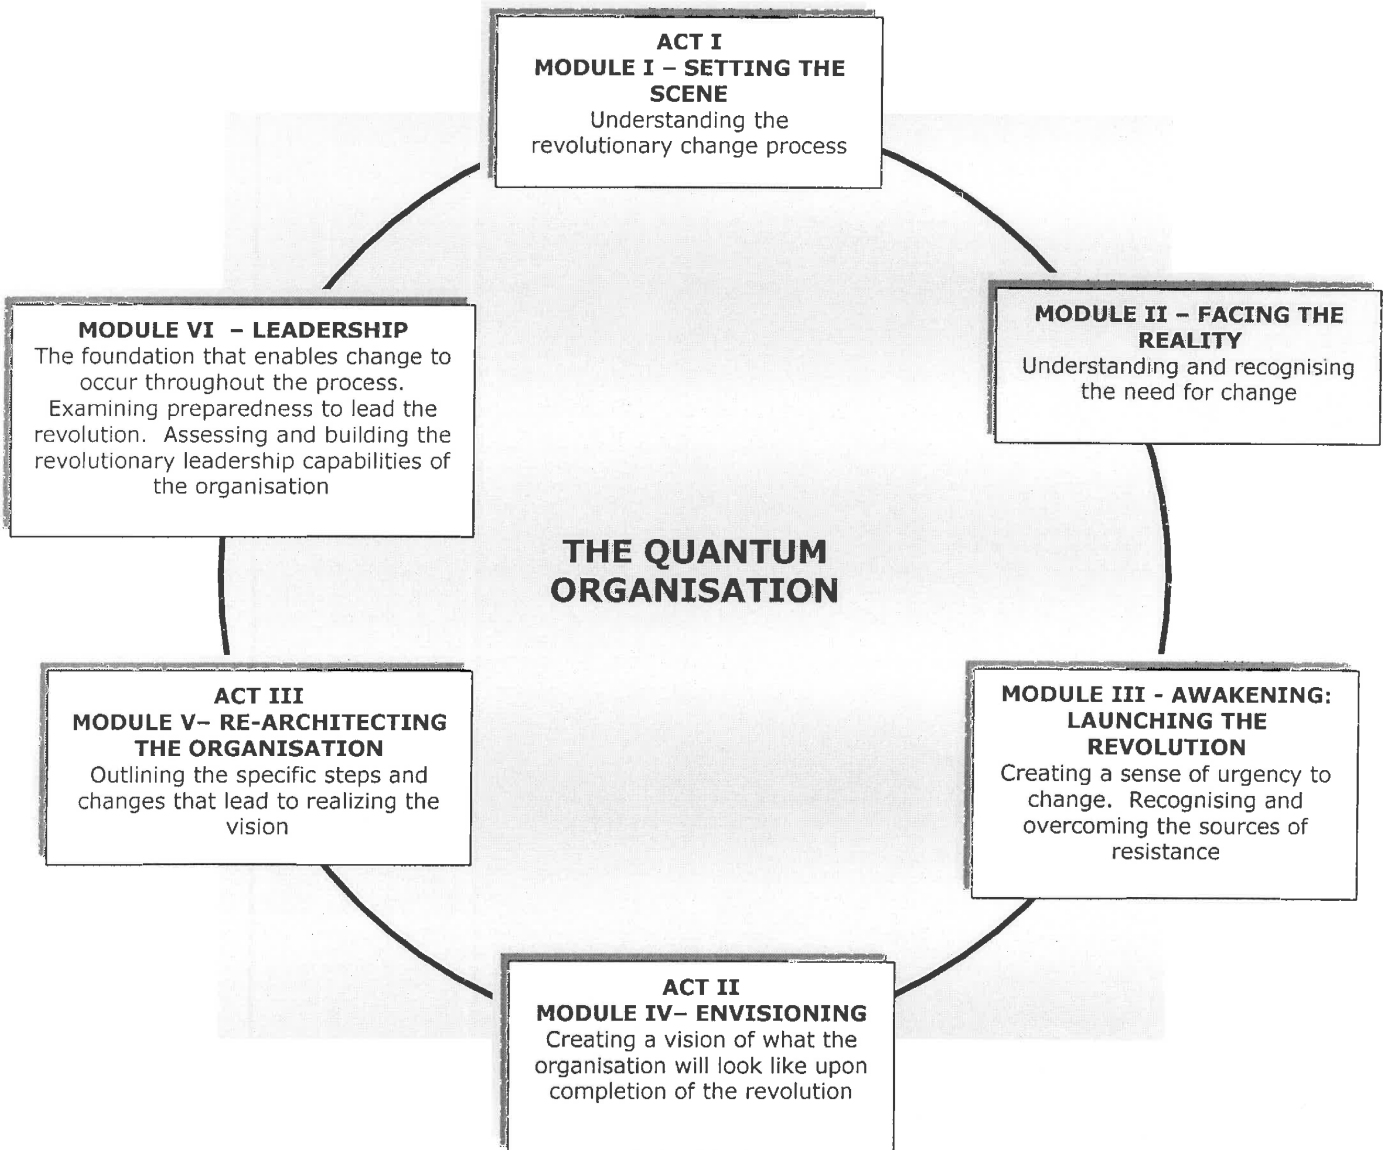 ACT I
MODULE I – SETTING THE
SCENE
Understanding the
revolutionary change process
MODULE II – FACING THE
REALITY
Understanding and recognising
the need for change
MODULE III - AWAKENING:
LAUNCHING THE
REVOLUTION
Creating a sense of urgency to
change.  Recognising and
overcoming the sources of
resistance
ACT II
MODULE IV– ENVISIONING
Creating a vision of what the
organisation will look like upon
completion of the revolution
ACT III
MODULE V– RE-ARCHITECTING
THE ORGANISATION
Outlining the specific steps and
changes that lead to realizing the
vision
MODULE VI  – LEADERSHIP
The foundation that enables change to
occur throughout the process.
Examining preparedness to lead the
revolution.  Assessing and building the
revolutionary leadership capabilities of
the organisation
THE QUANTUM
ORGANISATION